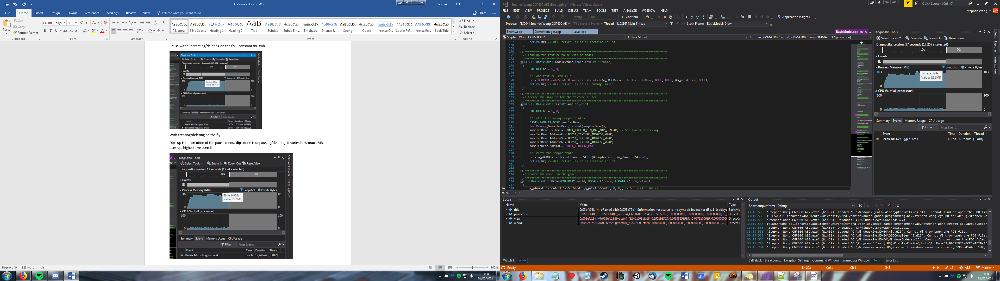 AE2 errors.docx - Word
Sign in
File Home Insert Design Layout References Mailings Review View Tell me what you want to do
Share
Paste
Cut
Copy
Format Painter
Calibri (Body) 11
Normal No Spac... Heading 1 Heading 2 Title Subtitle Subtle Em... Emphasis Intense E... Strong Quote Intense Q... Subtle Ref... Intense Re... Book Title
Find
Replace
Select
Clipboard Font Paragraph Styles Editing
Pause without creating/deleting on the fly – constant 88.9mb
Diagnostic Tools
Select Tools Zoom In Zoom Out Reset View
Diagnostics session: 16 seconds (16.489 s selected)
10s 20s
Events
Process Memory (MB) Snapshot Private Bytes
102 102
Time: 7.243s
Value: 88.9MB
0 0
CPU (% of all processors)
100 100
0 0
Summary Events Memory Usage CPU Usage
Filter Filter Events
Event Time Duration Thread
Break All: Debugger Break 6.53s 6,535ms [13292]
Break All: Debugger Break 16.48s 9,954ms [13292]
Solution Explorer
Team Explorer
With creating/deleting on the fly
Dips up is the creation of the pause menu, dips done is unpausing/deleting, It varies how much MB
uses up, highest I've seen is
Diagnostic Tools
Select Tools Zoom In Zoom Out Reset View
Diagnostics session: 12 seconds (12.74 s selected)
10s 20s
Events
Process Memory (MB) Snapshot Private Bytes
96 96
Time: 9.968s
Value: 75.3MB
0 0
CPU (% of all processors)
100 100
0 0
Summary Events Memory Usage CPU Usage
Filter Filter Events
Event Time Duration Thread
Break All: Debugger Break 12.73s 12,740ms [13012]
Solution Explorer
Team Explorer
Page 9 of 9 126 words
100%
14:34
03/01/2018
Stephen Wong CGP600 AE2 (Debugging) - Microsoft Visual Studio
Quick Launch (Ctrl+Q)
FILE EDIT VIEW PROJECT BUILD DEBUG TEAM TOOLS TEST ANALYZE WINDOW HELP
Stephen Wong SW
Debug x86 Continue Application Insights
Process: [13004] Stephen Wong CGP600 AE Lifecycle Events Thread: [10816] Main Thread Stack Frame: BasicModel::Draw
Enemy.cpp GameManager.cpp Level.cpp BasicModel.cpp
Stephen Wong CGP600 AE2 BasicModel Draw(XMMATRIX * world, XMMATRIX * view, XMMATRIX * projection)
167 return hr; // Will return failed if creation failed
168 }
169
170 //######################################################################################
171 // Load up the texture to be used on model
172 //######################################################################################
173 HRESULT BasicModel::AddTexture(char* textureFileName)
174 {
175 HRESULT hr = S_OK;
176
177 // Load texture from file
178 hr = D3DX11CreateShaderResourceViewFromFile(m_pD3DDevice, textureFileName, NULL, NULL, &m_pTexture0, NULL);
179 return hr; // Will return failed if loading failed
180 }
181
182 //######################################################################################
183 // Create the sampler for the texture filter
184 //######################################################################################
185 HRESULT BasicModel::CreateSampler(void)
186 {
187 HRESULT hr = S_OK;
188
189 // Set Filter using sample states
190 D3D11_SAMPLER_DESC samplerDesc;
191 ZeroMemory(&samplerDesc, sizeof(samplerDesc));
192 samplerDesc.Filter = D3D11_FILTER_MIN_MAG_MIP_LINEAR; // Set linear filtering
193 samplerDesc.AddressU = D3D11_TEXTURE_ADDRESS_WRAP;
194 samplerDesc.AddressV = D3D11_TEXTURE_ADDRESS_WRAP;
195 samplerDesc.AddressW = D3D11_TEXTURE_ADDRESS_WRAP;
196 samplerDesc.MaxLOD = D3D11_FLOAT32_MAX;
197
198 // Create the sample state
199 hr = m_pD3DDevice->CreateSamplerState(&samplerDesc, &m_pSamplerState0);
200 return hr; // Will return failed if creation failed
201 }
202
203 //######################################################################################
204 // Render the model in the game
205 //######################################################################################
206 void BasicModel::Draw(XMMATRIX* world, XMMATRIX* view, XMMATRIX* projection)
207 {
208 m_pImmediateContext->VSSetShader(m_pVertexShader, 0, 0); // Set vertex shader
90 %
Diagnostic Tools
Select Tools Zoom In Zoom Out Reset View
Diagnostics session: 17 seconds (17.257 s selected)
10s 20s
Events
Process Memory (MB) Snapshot Private Bytes
103 103
Time: 9.323s
Value: 92.2MB
0 0
CPU (% of all processors)
100 100
0 0
Summary Events Memory Usage CPU Usage
Filter Filter Events
Event Time Duration Thread
Break All: Debugger Break 17.25s 17,257ms [10816]
Solution Explorer
Team Explorer
Locals
Name Value Type
this 0x05bfc548 {m_pRasterSolid=0x053d72e4 <Information not available, no symbols loaded for d3d11_1sdklaye BasicMo
projection 0x05fd2640 {r=0x05fd2640 {{vector4_f32=0x05fd2640 {1.65977216, 0.000000000, 0.000000000, 0.000000000} ...}, DirectX::
view 0x003efa18 {r=0x003efa18 {{vector4_f32=0x003efa18 {0.995193303, 0.00198253989, -0.0979100689, 0.000000000 DirectX::
world 0x003ef8c8 {r=0x003ef8c8 {{vector4_f32=0x003ef8c8 {30.0000000, 0.000000000, 0.000000000, 0.000000000} ...}, DirectX::
Watch 1 Locals
Output
Show output from: Debug
33:19.533 'Stephen Wong CGP600 AE2.exe' (Win32): Loaded 'C:\Windows\SysWOW64\bcryptprimitives.dll'. Cannot find or open the PDB fil
33:19.533 IGIESW d:\libraries\documents\university\3rd year\advanced games programming\ae2\stephen wong cgp600 ae2\debug\stephen wo
33:19.533 'Stephen Wong CGP600 AE2.exe' (Win32): Unloaded 'C:\Windows\SysWOW64\gdi32.dll'
33:19.533 IGIWHW Game d:\libraries\documents\university\3rd year\advanced games programming\ae2\stephen wong cgp600 ae2\debug\steph
33:19.533 'Stephen Wong CGP600 AE2.exe' (Win32): Unloaded 'C:\Windows\SysWOW64\gdi32.dll'
33:19.533 'Stephen Wong CGP600 AE2.exe' (Win32): Loaded 'C:\Windows\SysWOW64\hid.dll'. Cannot find or open the PDB file.
33:19.533 'Stephen Wong CGP600 AE2.exe' (Win32): Loaded 'C:\Windows\SysWOW64\D3DCompiler_43.dll'. Cannot find or open the PDB file.
33:19.533 'Stephen Wong CGP600 AE2.exe' (Win32): Loaded 'C:\Windows\SysWOW64\WindowsCodecs.dll'. Cannot find or open the PDB file.
33:19.794 'Stephen Wong CGP600 AE2.exe' (Win32): Loaded 'C:\Program Files (x86)\DisplayFusion\Hooks\AppHook32_00FA197E-8CE1-4F20-AE
33:19.794 'Stephen Wong CGP600 AE2.exe' (Win32): Loaded 'C:\Windows\winsxs\x86_microsoft.windows.common-controls_6595b64144ccf1df_5
Call Stack Breakpoints Exception Settings Command Window Immediate Window Output Error List
Ready Ln 208 Col 1 Ch 1 INS 0 15 AE2 master
14:34
03/01/2018